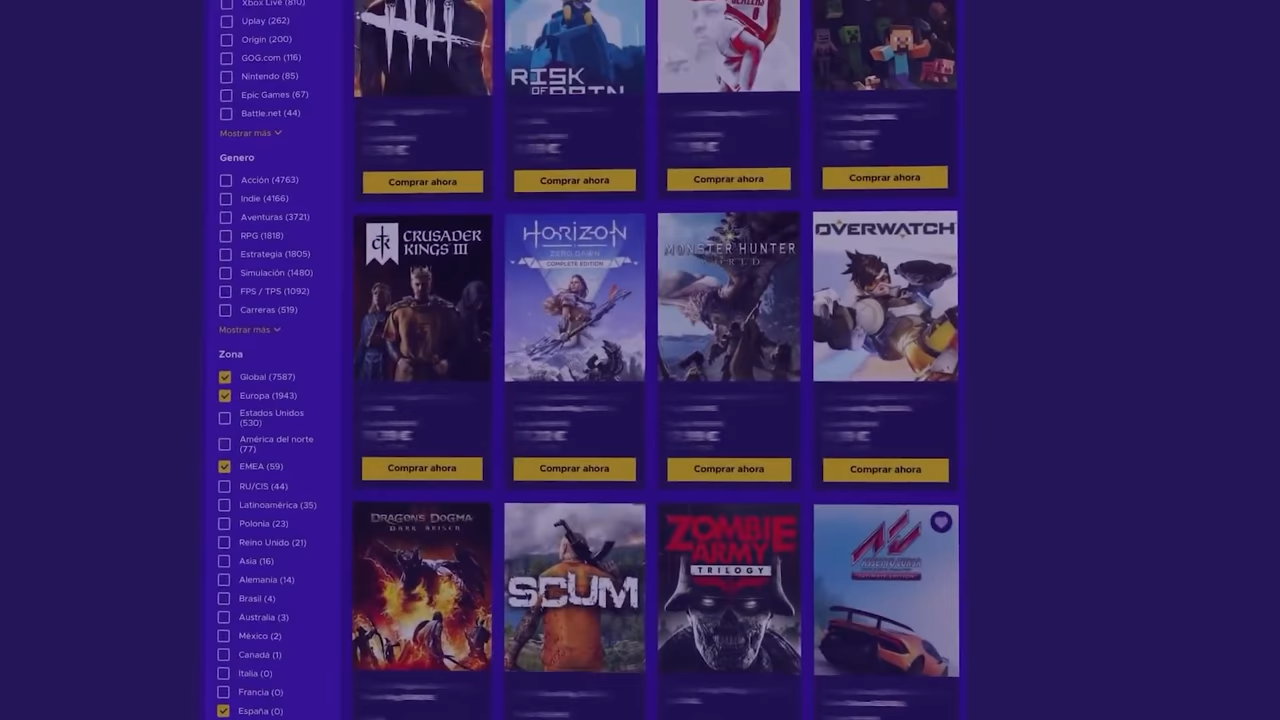 Xbox Live (810)
Uplay (262)
Origin (200)
GOG.com (116)
Nintendo (85)
Epic Games (67)
Battle.net (44)
Mostrar más
Genero
Acción (4763)
Indie (4166)
Aventuras (3721)
RPG (1818)
Estrategia (1805)
Simulación (1480)
FPS / TPS (1092)
Carreras (519)
Mostrar más
Zona
Global (7587)
Europa (1943)
Estados Unidos
(530)
América del norte
(77)
EMEA (59)
RU/CIS (44)
Latinoamérica (35)
Polonia (23)
Reino Unido (21)
Asia (16)
Alemania (14)
Brasil (4)
Australia (3)
México (2)
Canadá (1)
Italia (0)
Francia (0)
España (0)
RISK
OF
Comprar ahora
Comprar ahora
Comprar ahora
Comprar ahora
CRUSADER
KINGS III
HORIZON
ZERO DAWN
COMPLETE EDITION
MONSTER HUNTER
WORLD
OVERWATCH
Comprar ahora
Comprar ahora
Comprar ahora
Comprar ahora
DRAGON'S DOGMA
DARK ARISEN
SCUM
ZOMBIE
ARMY
TRILOGY
ULTIMATE EDITION